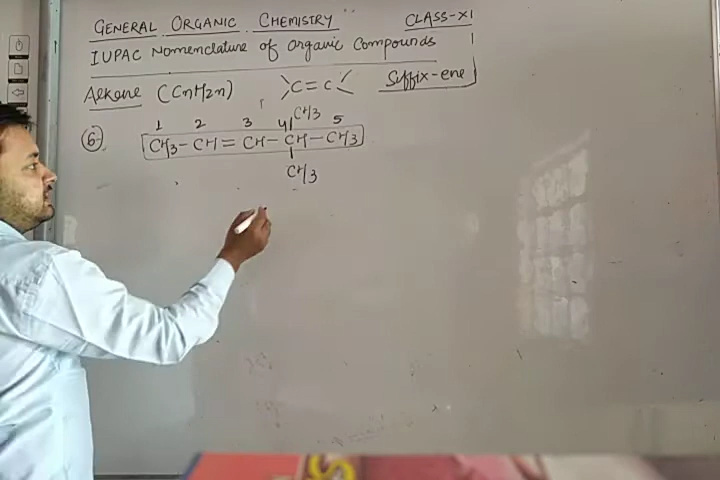 GENERAL ORGANIC CHEMISTRY CLASS-XI
IUPAC Nomenclature of Organic Compounds
Alkene (CnH2n) >C=C< Suffix-ene
1 2 3 4 CH3 5
6. CH3-CH=CH-CH-CH3
CH3